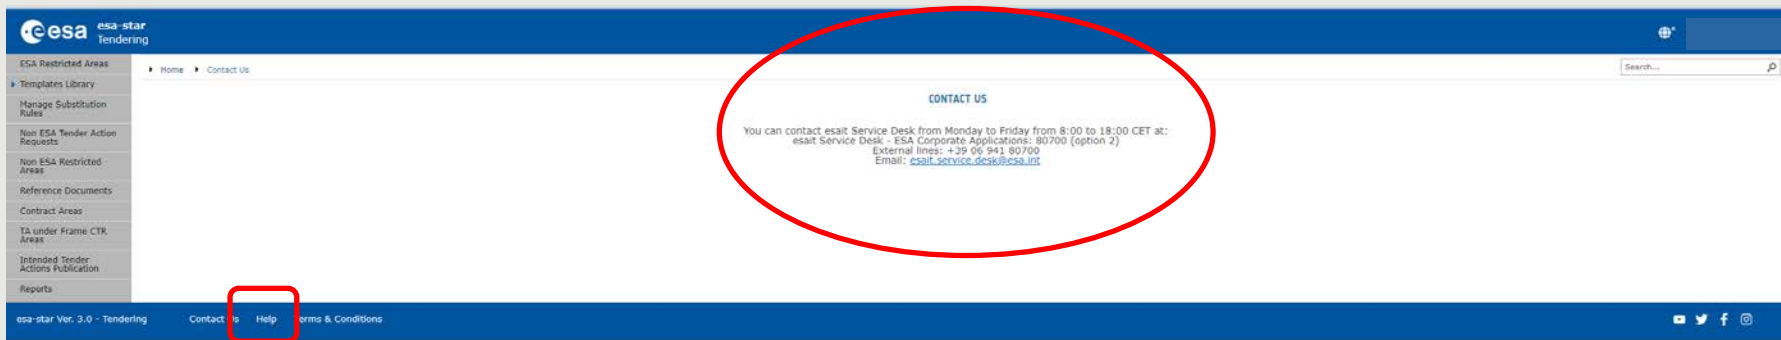 esa esa-star
Tendering
ESA Restricted Areas
Templates Library
Manage Substitution
Rules
Non ESA Tender Action
Requests
Non ESA Restricted
Areas
Reference Documents
Contract Areas
TA under Frame CTR
Areas
Intended Tender
Actions Publication
Reports
Home Contact Us
Search...
CONTACT US
You can contact esait Service Desk from Monday to Friday from 8:00 to 18:00 CET at:
esait Service Desk - ESA Corporate Applications: 80700 (option 2)
External lines: +39 06 941 80700
Email: esait.service.desk@esa.int
esa-star Ver. 3.0 - Tendering Contact Us Help Terms & Conditions